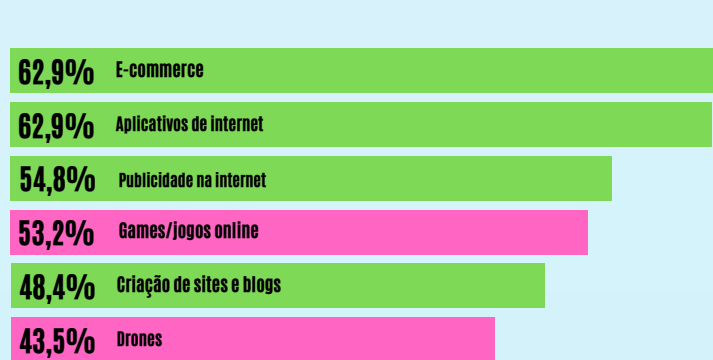 62,9% E-commerce
62,9% Aplicativos de internet
54,8% Publicidade na internet
53,2% Games/jogos online
48,4% Criação de sites e blogs
43,5% Drones